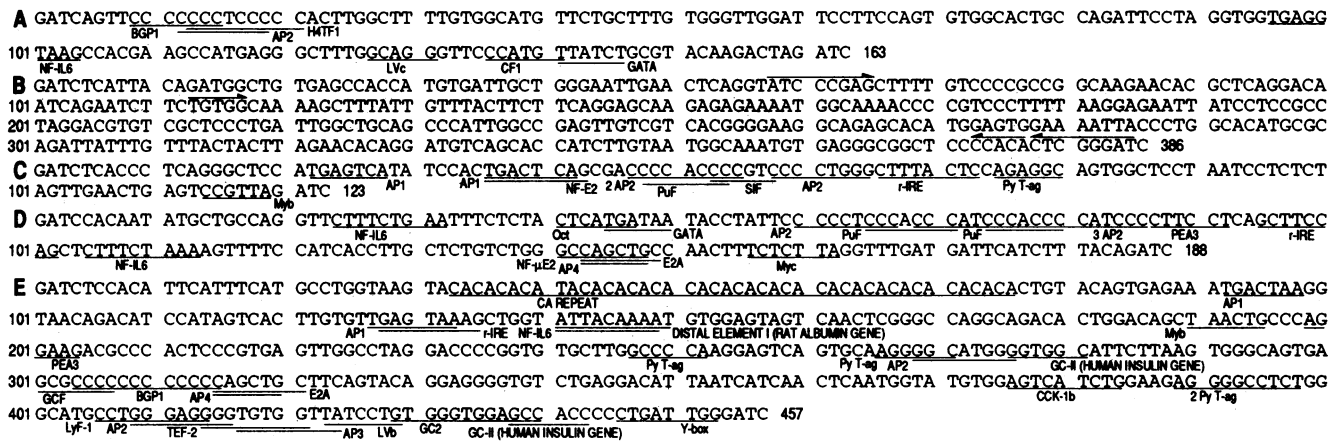 A GATCAGTTCC CCCCCCTCCCC CACTTGGCTT TTGTGGCATG TTCTGCTTTG TGGGTTGGAT TCCTTCCAGT GTGGCACTGC CAGATTCCTA GGTGGTGAGG
BGP1 AP2 H4TF1
101 TAAGCCACGA AGCCATGAGG GCTTTGGCAG GGTTCCCATG TTATCTGCGT ACAAGACTAG ATC 163
NF-IL6 LVc CF1 GATA
B GATCTCATTA CAGATGGCTG TGAGCCACCA TGTGATTGCT GGGAATTGAA CTCAGGTATC CCGAGCTTTT GTCCCCGCCG GCAAGAACAC GCTCAGGACA
101 ATCAGAATCT TCTGTGGCAA AAGCTTTATT GTTTACTTCT TCAGGAGCAA GAGAGAAAAT GGCAAAACCC CGTCCCTTTT AAGGAGAATT ATCCTCCGCC
201 TAGGACGTGT CGCTCCCTGA TTGGCTGCAG CCCATTGGCC GAGTTGTCGT CACGGGGAAG GCAGAGCACA TGGAGTGGAA AATTACCCTG GCACATGCGC
301 AGATTATTTG TTTACTACTT AGAACACAGG ATGTCAGCAC CATCTTGTAA TGGCAAATGT GAGGGCGGCT CCCCACACTC GGGATC 386
C GATCTCACCC TCAGGGCTCC ATGAGTCATA TCCACTGACT CAGCGACCCC ACCCCGTCCC CTGGGCTTTA CTCCAGAGGC AGTGGCTCCT AATCCTCTCT
AP1 AP1 NF-E2 2 AP2 PuF SIF AP2 r-IRE Py T-ag
101 AGTTGAACTG AGTCCGTTAG ATC 123
Myb
D GATCCACAAT ATGCTGCCAG GTTCTTTCTG AATTTCTCTA CTCATGATAA TACCTATTCC CCCCTCCCACC CATCCCACCC CATCCCCTTC CTCAGCTTCC
NF-IL6 Oct GATA AP2 PuF PuF 3 AP2 PEA3 r-IRE
101 AGCTCTTTCT AAAAGTTTTC CATCACCTTG CTCTGTCTGG GCCAGCTGCC AACTTTCTCT TAGGTTTGAT GATTCATCTT TACAGATC 188
NF-IL6 NF-μE2 AP4 E2A Myc
E GATCTCCACA TTCATTTCAT GCCTGGTAAG TACACACACA TACACACACA CACACACACA CACACACACA CACACTGT ACAGTGAGAAA ATGACTAAGG
CA REPEAT AP1
101 TAACAGACAT CCATAGTCAC TTGTGTTGAG TAAAGCTGGT ATTACAAAAT GTGGAGTAGT CAACTCGGGC CAGGCAGACA CTGGACAGCT AACTGCCCAG
AP1 r-IRE NF-IL6 DISTAL ELEMENT I (RAT ALBUMIN GENE) Myb
201 GAAGACGCCC ACTCCCGTGA GTTGGCCTAG GACCCCGGTG TGCTTGGCCC CAAGGAGTCA GTGCAAGGGG CATGGGGTGG CATTCTTAAG TGGGCAGTGA
PEA3 Py T-ag Py T-ag AP2 GC-II (HUMAN INSULIN GENE)
301 GCGCCCCCCC CCCCCAGCTG CTTCAGTACA GGAGGGGTGT CTGAGGACAT TAATCATCAA CTCAATGGTA TGTGGAGTCA TCTGGAAGAG GGGCCTCTGG
GCF BGP1 AP4 E2A CCK-1b 2 Py T-ag
401 GCATGCCTGG GAGGGGTGTG GTTATCCTGT GGGTGGAGCC ACCCCCTGAT TGGGATC 457
LyF-1 AP2 TEF-2 AP3 LVb GC2 GC-II (HUMAN INSULIN GENE) Y-box